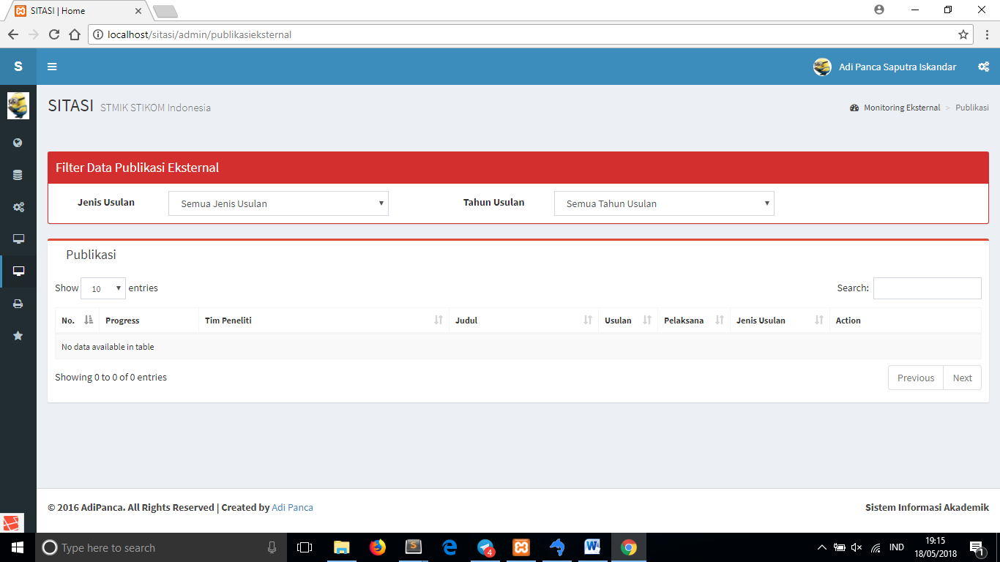 SITASI | Home
localhost/sitasi/admin/publikasieksternal
S
Adi Panca Saputra Iskandar
SITASI STMIK STIKOM Indonesia
Monitoring Eksternal > Publikasi
Filter Data Publikasi Eksternal
Jenis Usulan Semua Jenis Usulan Tahun Usulan Semua Tahun Usulan
Publikasi
Show 10 entries Search:
No. Progress Tim Peneliti Judul Usulan Pelaksana Jenis Usulan Action
No data available in table
Showing 0 to 0 of 0 entries Previous Next
© 2016 AdiPanca. All Rights Reserved | Created by Adi Panca Sistem Informasi Akademik
Type here to search
4
IND
19:15
18/05/2018
1